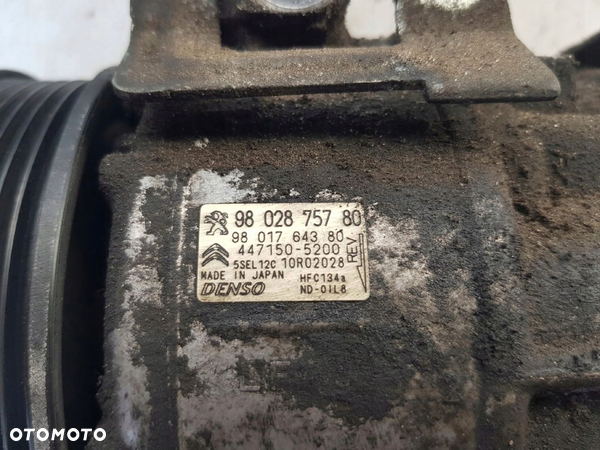 98 028 757 80
98 017 643 80
447150-5200
REV
5SEL12C 10R02028
MADE IN JAPAN HFC134a
DENSO ND-OIL8
OTOMOTO